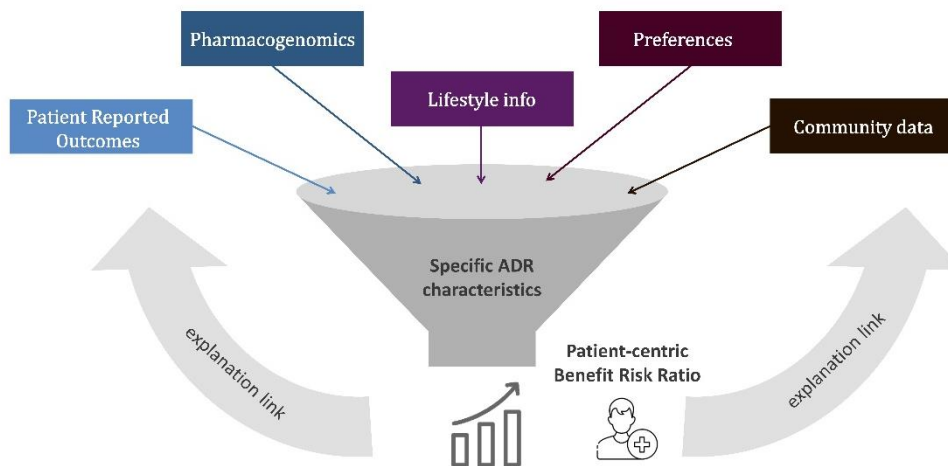 Pharmacogenomics
Preferences
Lifestyle info
Patient Reported
Outcomes
Community data
Specific ADR
characteristics
explanation link
Patient-centric
Benefit Risk Ratio
explanation link